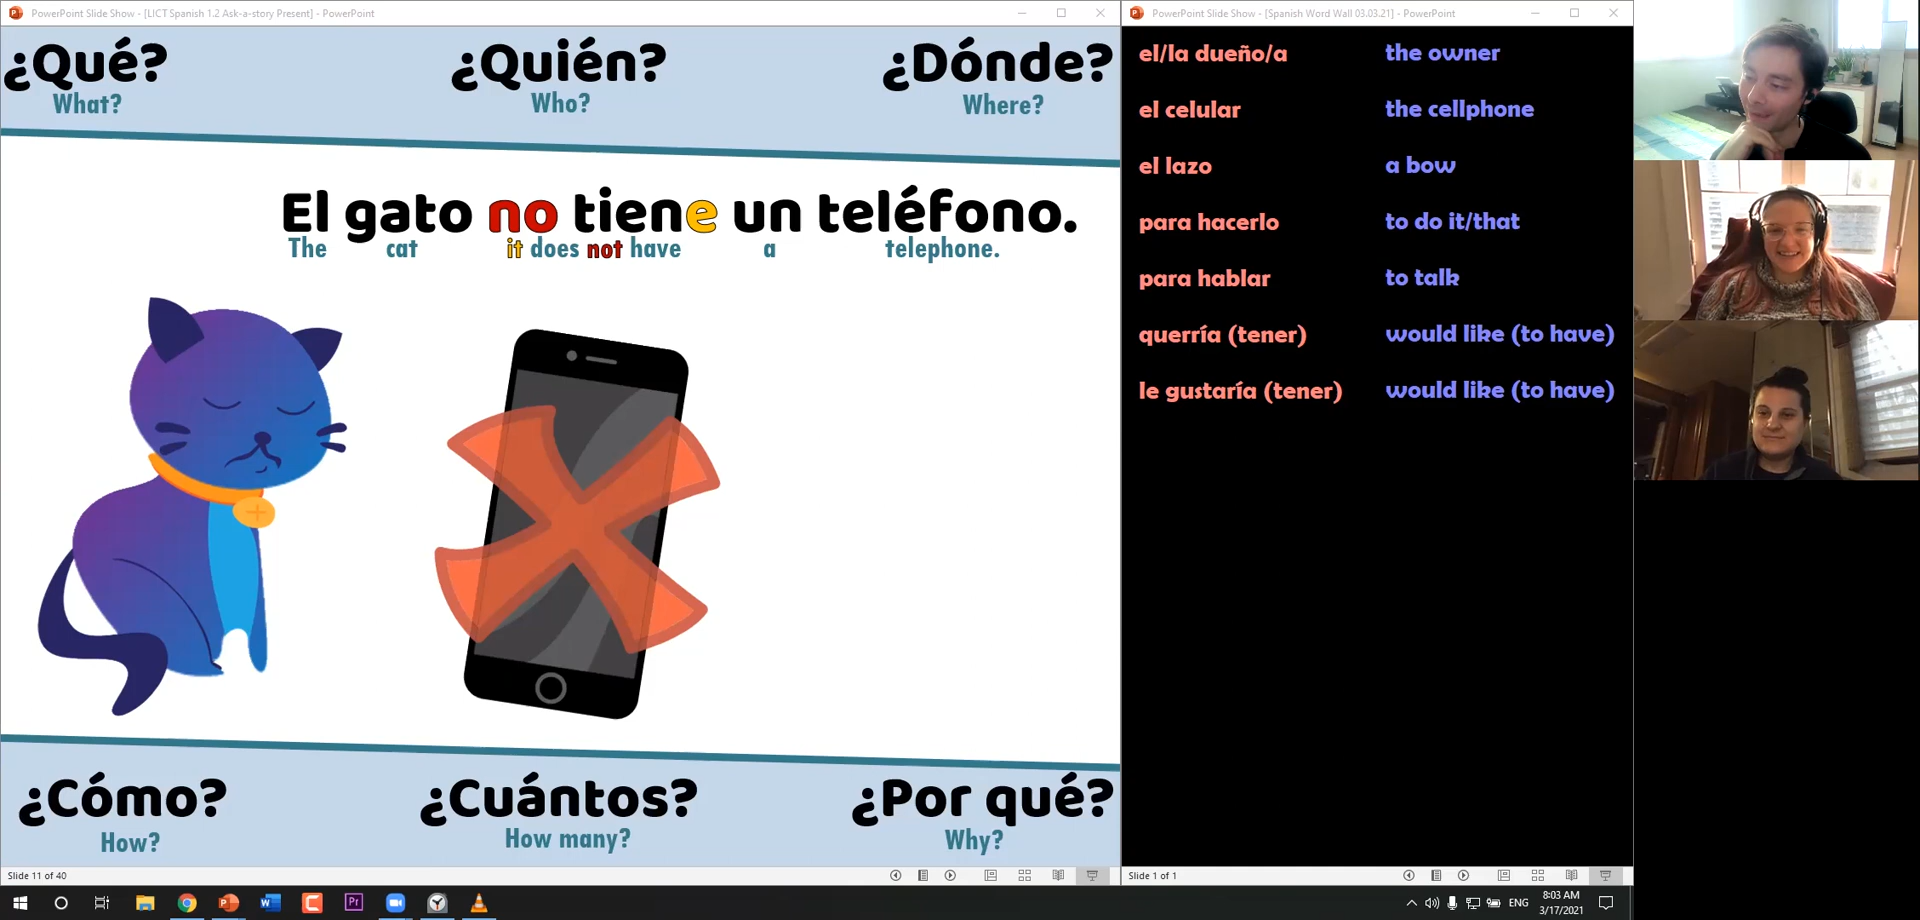 PowerPoint Slide Show - [LICT Spanish 1.2 Ask-a-story Present] - PowerPoint
¿Qué?
What?
¿Quién?
Who?
¿Dónde?
Where?
El gato no tiene un teléfono.
The cat it does not have a telephone.
¿Cómo?
How?
¿Cuántos?
How many?
¿Por qué?
Why?
Slide 11 of 40
PowerPoint Slide Show - [Spanish Word Wall 03.03.21] - PowerPoint
el/la dueño/a the owner
el celular the cellphone
el lazo a bow
para hacerlo to do it/that
para hablar to talk
querría (tener) would like (to have)
le gustaría (tener) would like (to have)
Slide 1 of 1
ENG
8:03 AM
3/17/2021